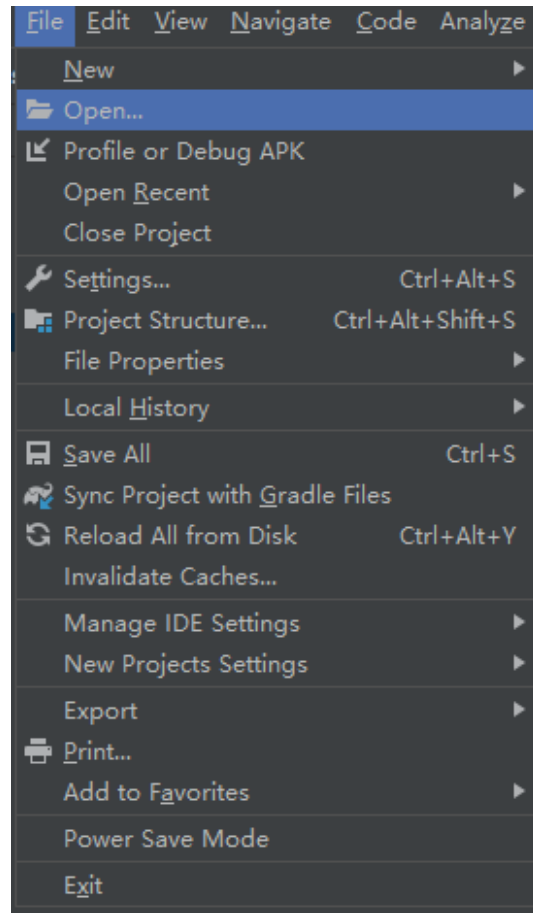 File Edit View Navigate Code Analyze
New
Open...
Profile or Debug APK
Open Recent
Close Project
Settings... Ctrl+Alt+S
Project Structure... Ctrl+Alt+Shift+S
File Properties
Local History
Save All Ctrl+S
Sync Project with Gradle Files
Reload All from Disk Ctrl+Alt+Y
Invalidate Caches...
Manage IDE Settings
New Projects Settings
Export
Print...
Add to Favorites
Power Save Mode
Exit